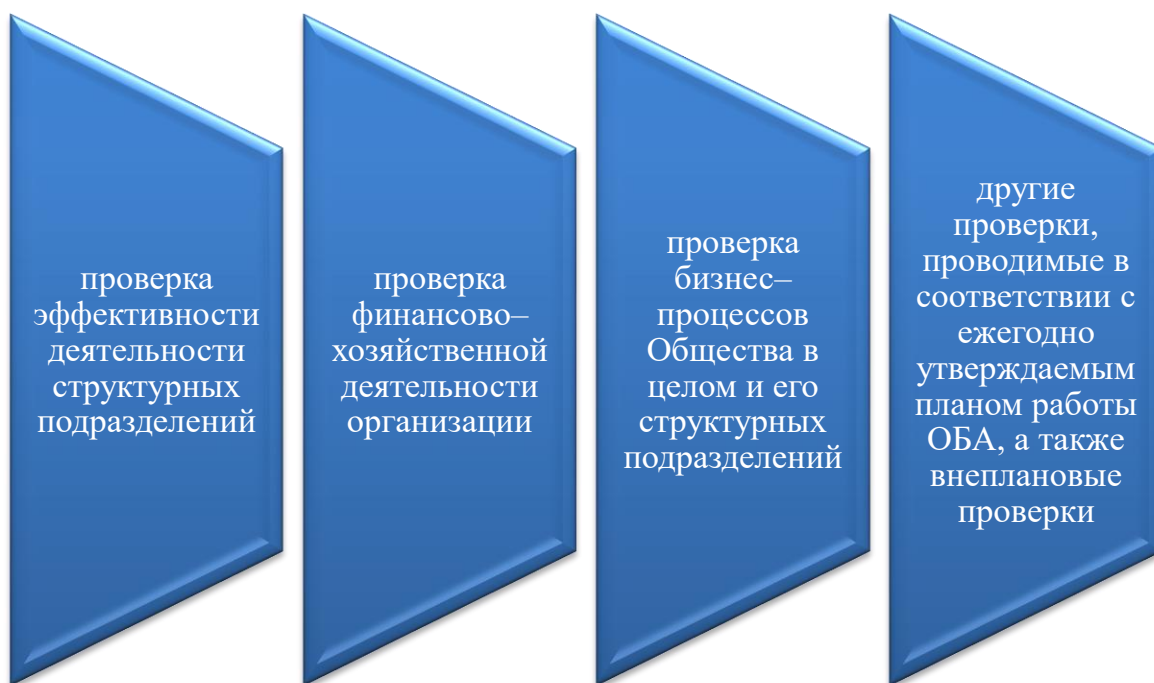 проверка
эффективности
деятельности
структурных
подразделений
проверка
финансово–
хозяйственной
деятельности
организации
проверка
бизнес–
процессов
Общества в
целом и его
структурных
подразделений
другие
проверки,
проводимые в
соответствии с
ежегодно
утверждаемым
планом работы
ОБА, а также
внеплановые
проверки